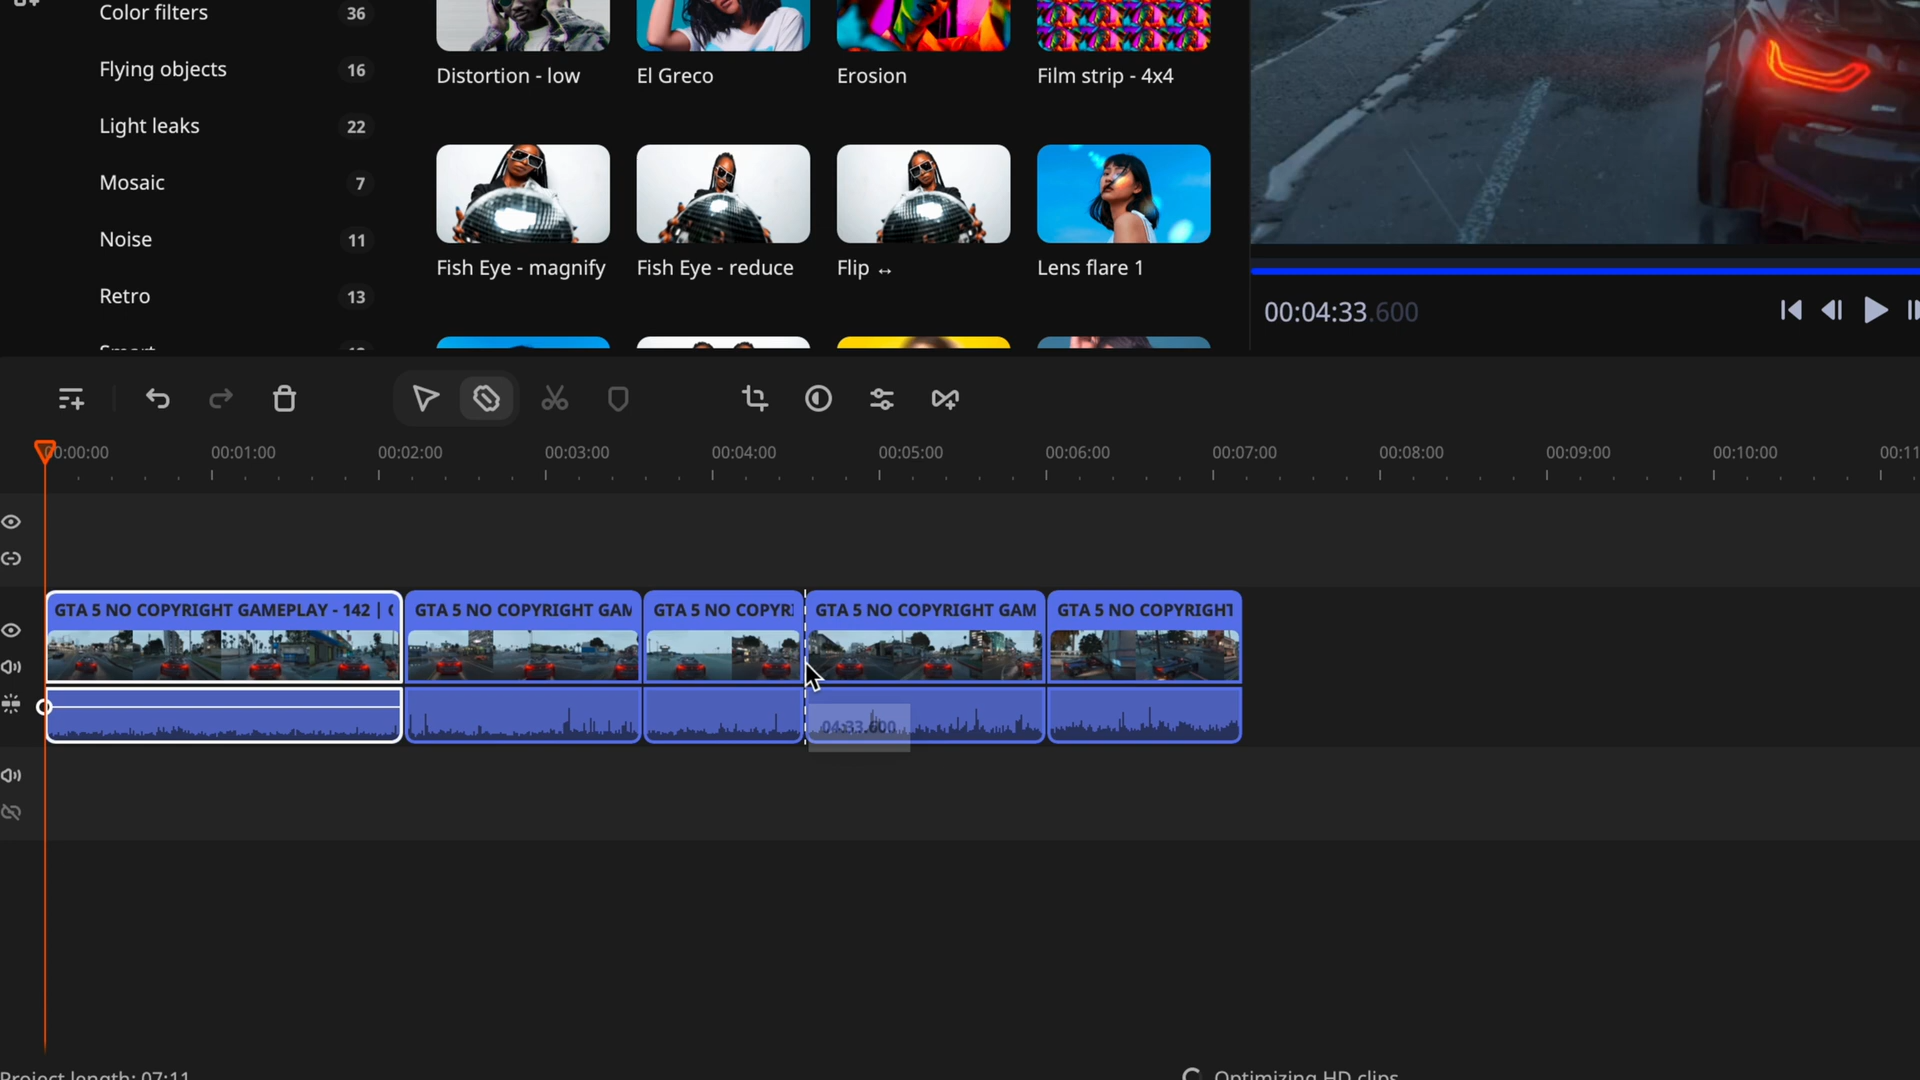 Color filters 36
Flying objects 16
Light leaks 22
Mosaic 7
Noise 11
Retro 13
Distortion - low
El Greco
Erosion
Film strip - 4x4
Fish Eye - magnify
Fish Eye - reduce
Flip ↔
Lens flare 1
00:04:33.600
00:00:00
00:01:00
00:02:00
00:03:00
00:04:00
00:05:00
00:06:00
00:07:00
00:08:00
00:09:00
00:10:00
00:11
GTA 5 NO COPYRIGHT GAMEPLAY - 142 |
GTA 5 NO COPYRIGHT GAM
GTA 5 NO COPYRI
GTA 5 NO COPYRIGHT GAM
GTA 5 NO COPYRIGHT
04:33.600
Project length: 07:11
Optimizing HD clips